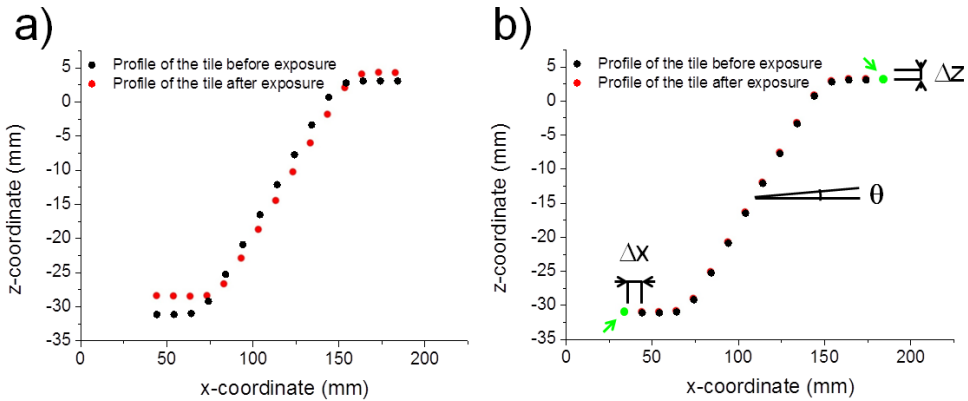 a)
Profile of the tile before exposure
Profile of the tile after exposure
5
0
-5
-10
-15
-20
-25
-30
-35
z-coordinate (mm)
0 50 100 150 200
x-coordinate (mm)
b)
Profile of the tile before exposure
Profile of the tile after exposure
Δz
θ
Δx
5
0
-5
-10
-15
-20
-25
-30
-35
z-coordinate (mm)
0 50 100 150 200
x-coordinate (mm)